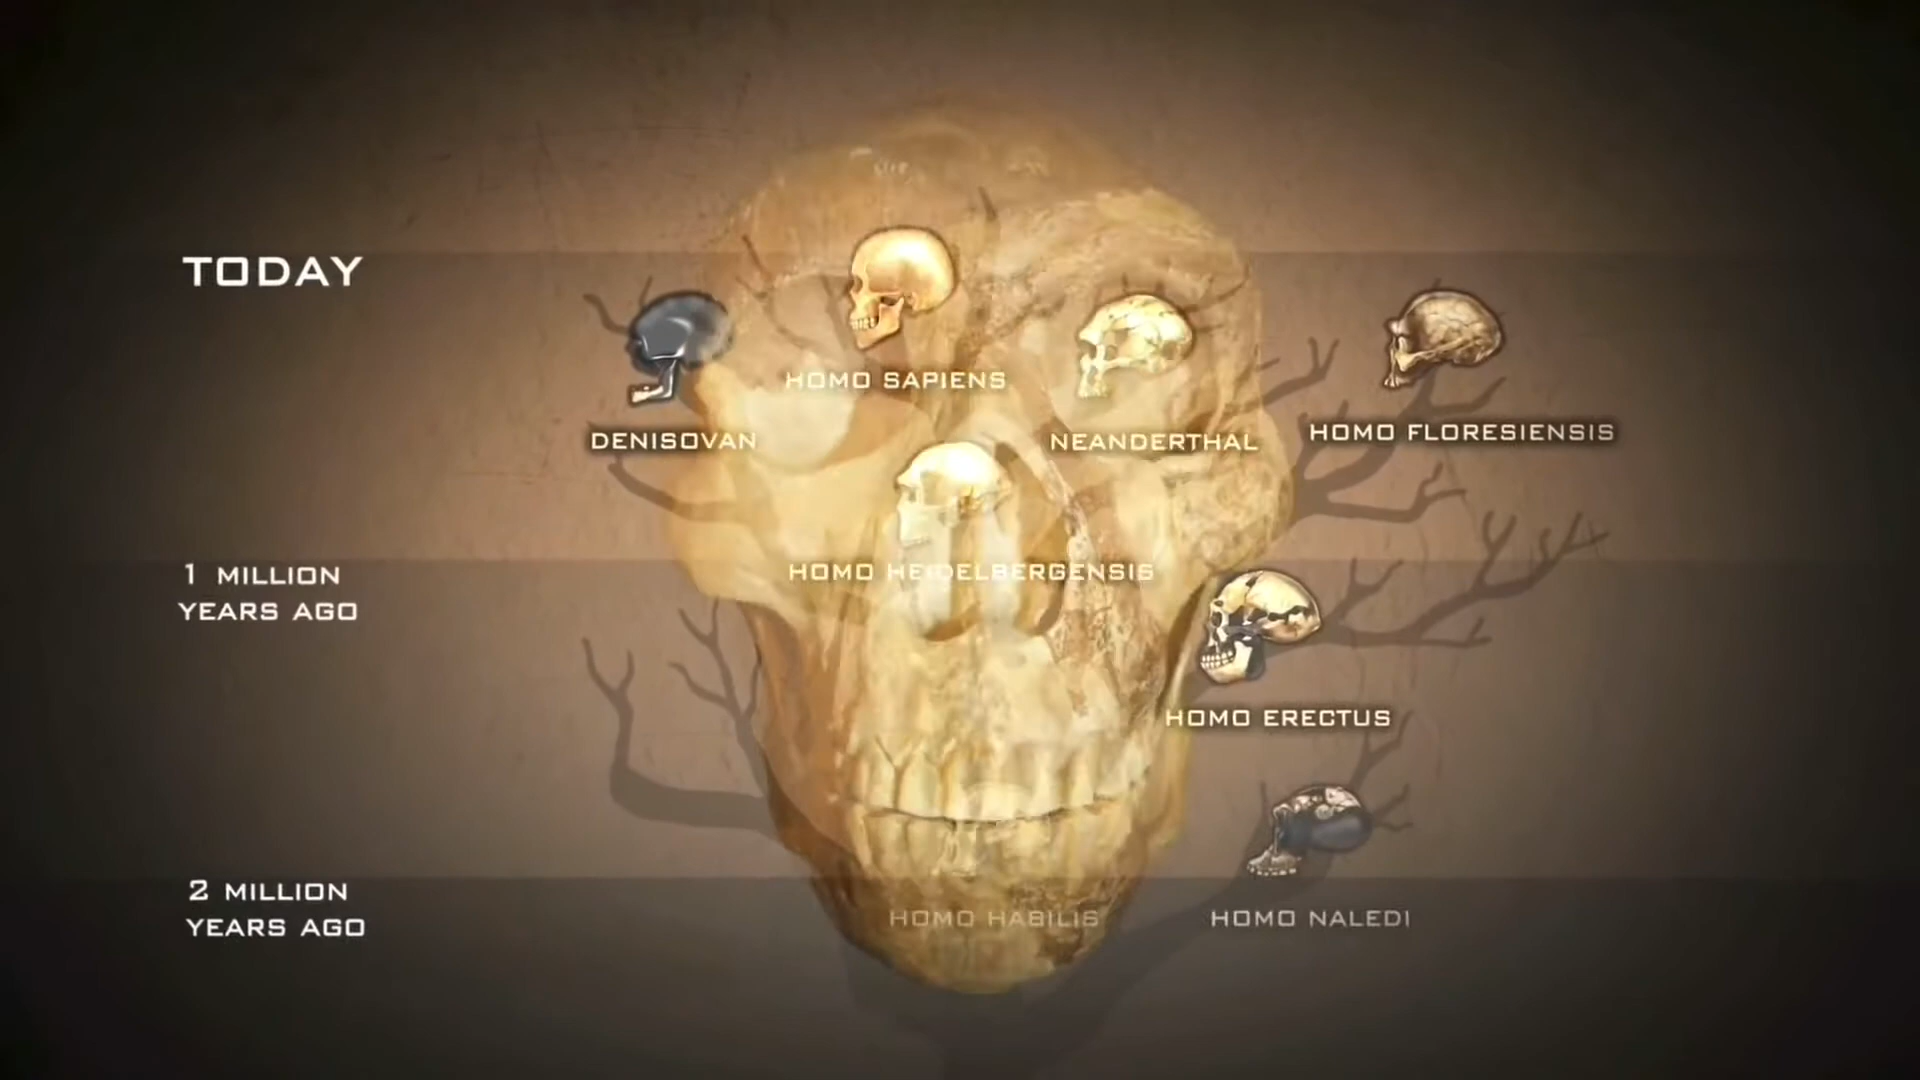 TODAY
HOMO SAPIENS
DENISOVAN
NEANDERTHAL
HOMO FLORESIENSIS
1 MILLION
YEARS AGO
HOMO HEIDELBERGENSIS
HOMO ERECTUS
2 MILLION
YEARS AGO
HOMO HABILIS
HOMO NALEDI